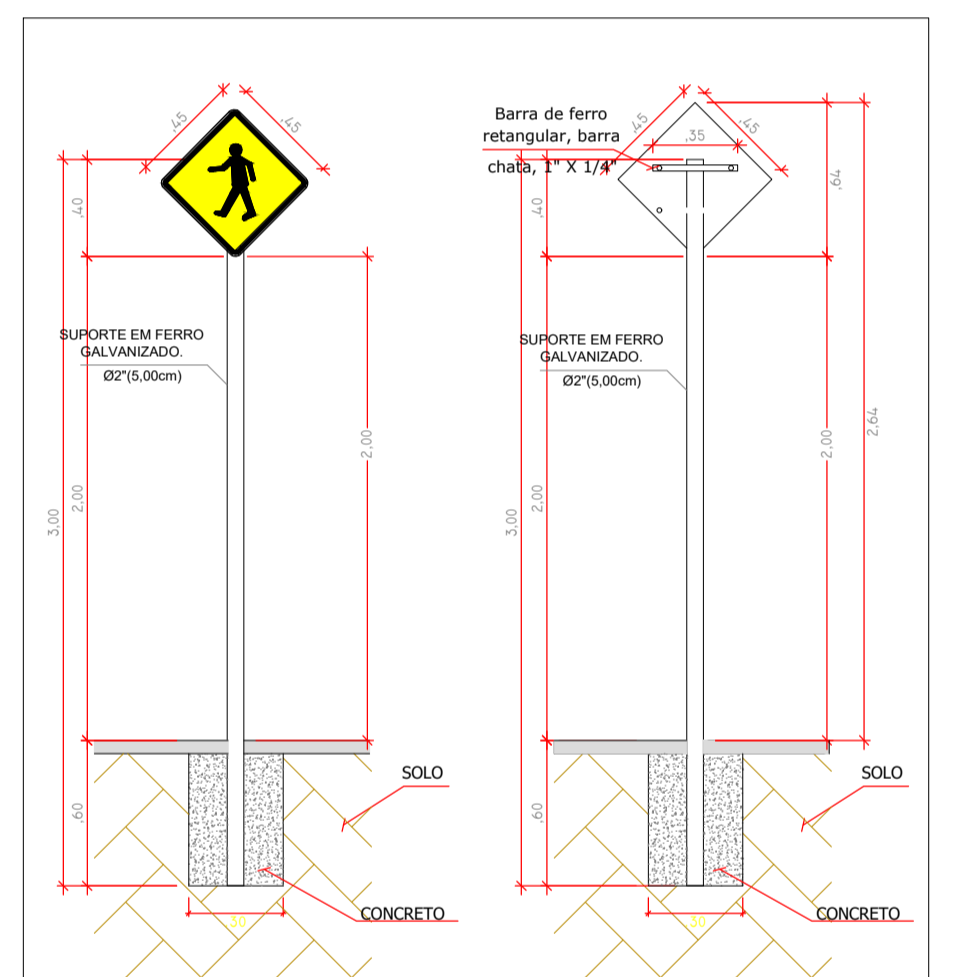 ,45
,45
,40
SUPORTE EM FERRO
GALVANIZADO.
Ø2"(5,00cm)
2,00
2,00
3,00
,60
SOLO
CONCRETO
,30
Barra de ferro
retangular, barra
chata, 1" X 1/4"
,45
,45
,35
,64
,40
SUPORTE EM FERRO
GALVANIZADO.
Ø2"(5,00cm)
2,64
2,00
2,00
3,00
,60
SOLO
CONCRETO
,30